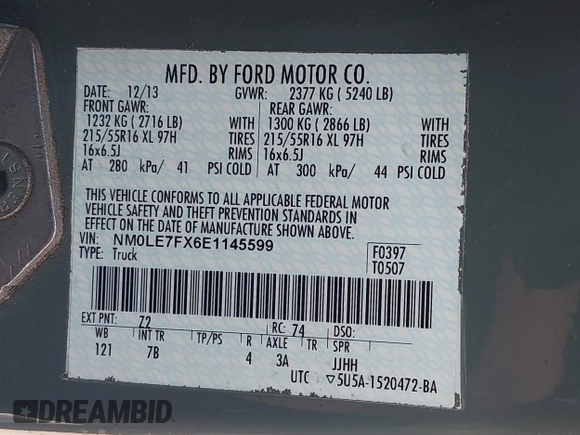 MFD. BY FORD MOTOR CO.
DATE: 12/13 GVWR: 2377 KG ( 5240 LB)
FRONT GAWR: REAR GAWR:
1232 KG ( 2716 LB) WITH 1300 KG ( 2866 LB) WITH
215/55R16 XL 97H TIRES 215/55R16 XL 97H TIRES
16x6.5J RIMS 16x6.5J RIMS
AT 280 kPa/ 41 PSI COLD AT 300 kPa/ 44 PSI COLD
THIS VEHICLE CONFORMS TO ALL APPLICABLE FEDERAL MOTOR
VEHICLE SAFETY AND THEFT PREVENTION STANDARDS IN
EFFECT ON THE DATE OF MANUFACTURE SHOWN ABOVE.
VIN: NM0LE7FX6E1145599 F0397
TYPE: Truck T0507
EXT PNT: 72 RC: 74 DSO:
WB INT TR TP/PS R AXLE TR SPR
121 7B 4 3A JJHH
UTC ▽5U5A-1520472-BA
DREAMBID